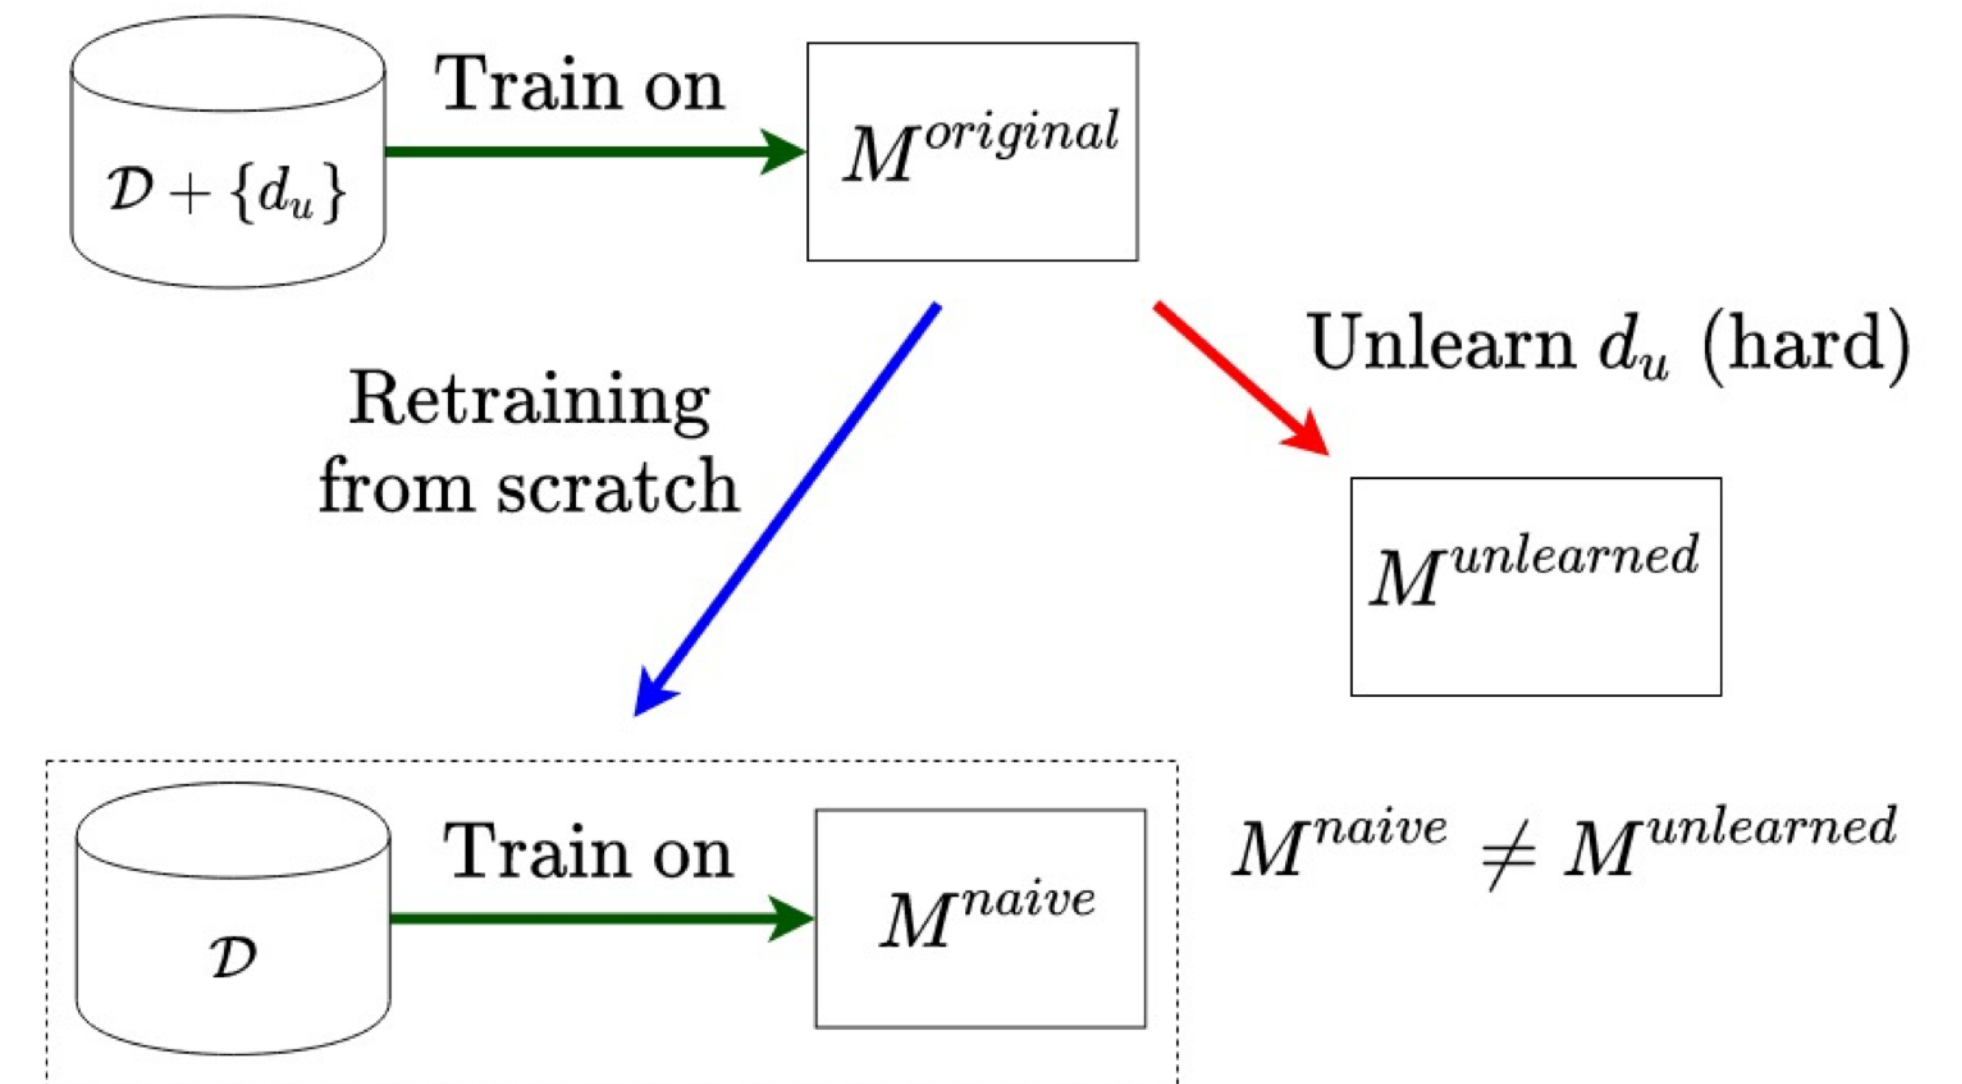 Train on
𝒟 + {d_u}
M^{original}
Unlearn d_u (hard)
Retraining
from scratch
M^{unlearned}
Train on
𝒟
M^{naive}
M^{naive} ≠ M^{unlearned}